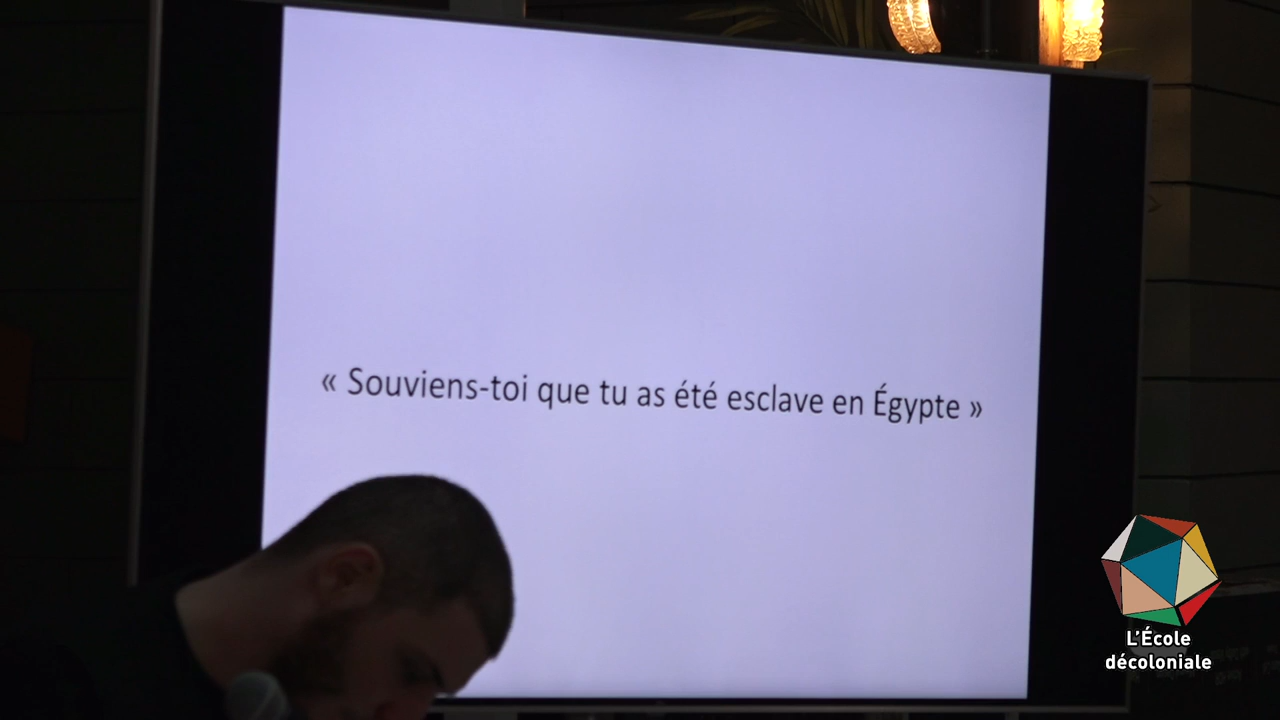 « Souviens-toi que tu as été esclave en Égypte »
L'École
décoloniale